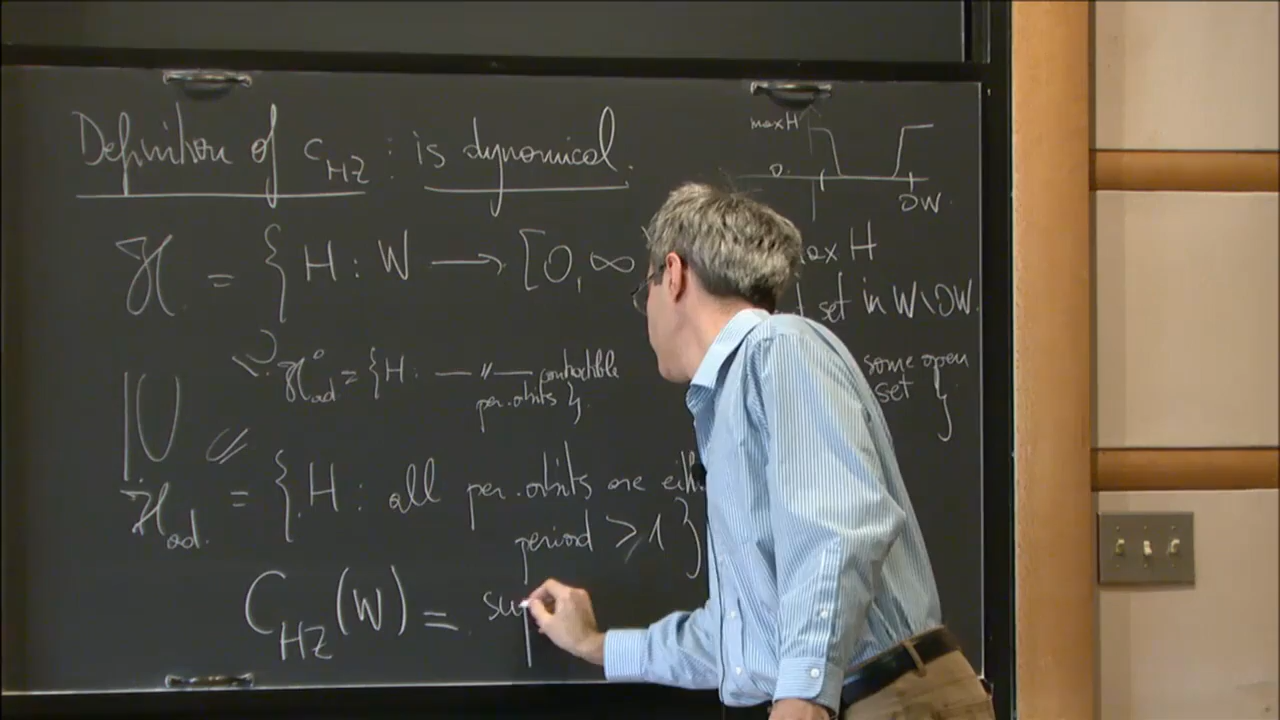 Definition of c_HZ : is dynamical.
max H
0
∂W
ℋ = { H : W ⟶ [0, ∞
max H
set in W\∂W.
ℋ°_ad = { H : —〃— contractible
per. orbits }.
some open
set }
ℋ_ad = { H : all per. orbits are eith
period > 1 }
C_HZ (W) = sup